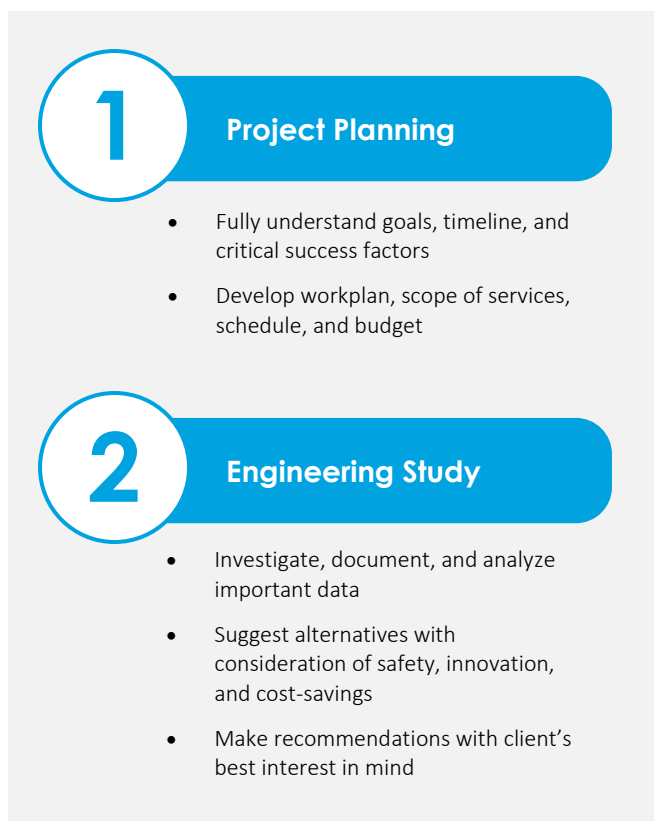 1
Project Planning
• Fully understand goals, timeline, and
critical success factors
• Develop workplan, scope of services,
schedule, and budget
2
Engineering Study
• Investigate, document, and analyze
important data
• Suggest alternatives with
consideration of safety, innovation,
and cost-savings
• Make recommendations with client’s
best interest in mind